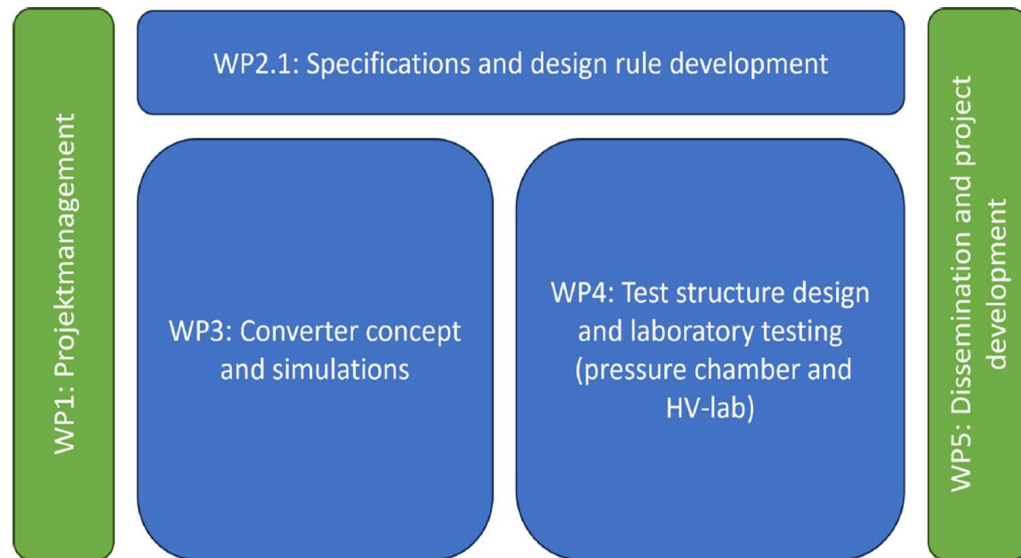 WP1: Projektmanagement
WP2.1: Specifications and design rule development
WP3: Converter concept
and simulations
WP4: Test structure design
and laboratory testing
(pressure chamber and
HV-lab)
WP5: Dissemination and project
development